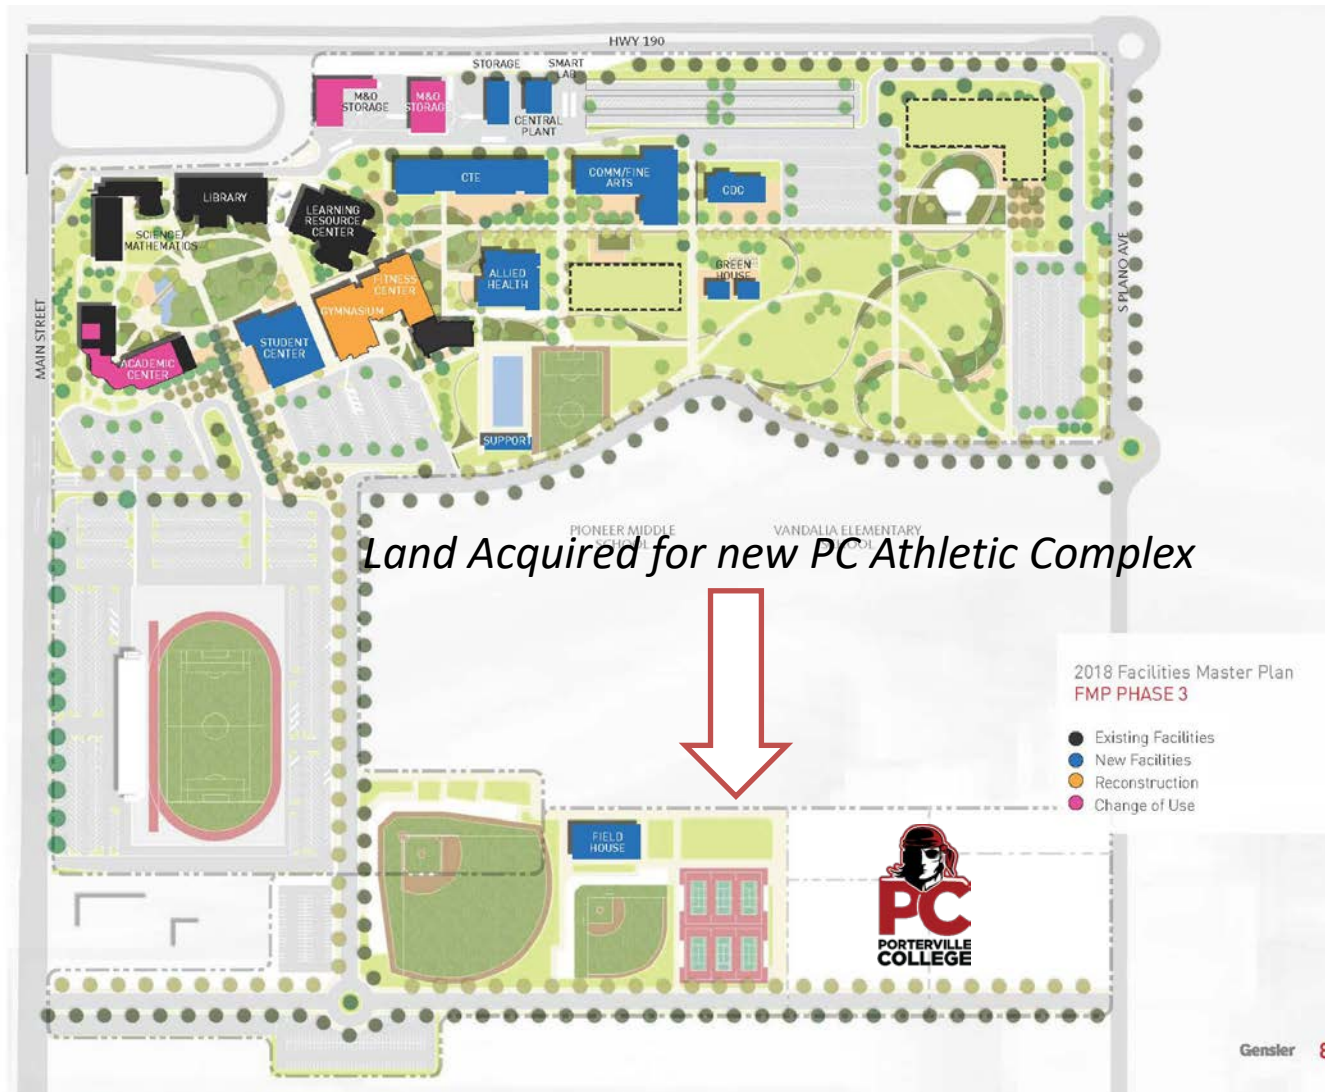 HWY 190
STORAGE
SMART
LAB
M&O
STORAGE
M&O
STORAGE
CENTRAL
PLANT
CTE
COMM/FINE
ARTS
CDC
LIBRARY
LEARNING
RESOURCE
CENTER
SCIENCE/
MATHEMATICS
FITNESS
CENTER
GYMNASIUM
ALLIED
HEALTH
GREEN
HOUSE
STUDENT
CENTER
ACADEMIC
CENTER
SUPPORT
MAIN STREET
S PLANO AVE
PIONEER MIDDLE
SCHOOL
VANDALIA ELEMENTARY
SCHOOL
Land Acquired for new PC Athletic Complex
2018 Facilities Master Plan
FMP PHASE 3
Existing Facilities
New Facilities
Reconstruction
Change of Use
FIELD
HOUSE
PC
PORTERVILLE
COLLEGE
Gensler 8